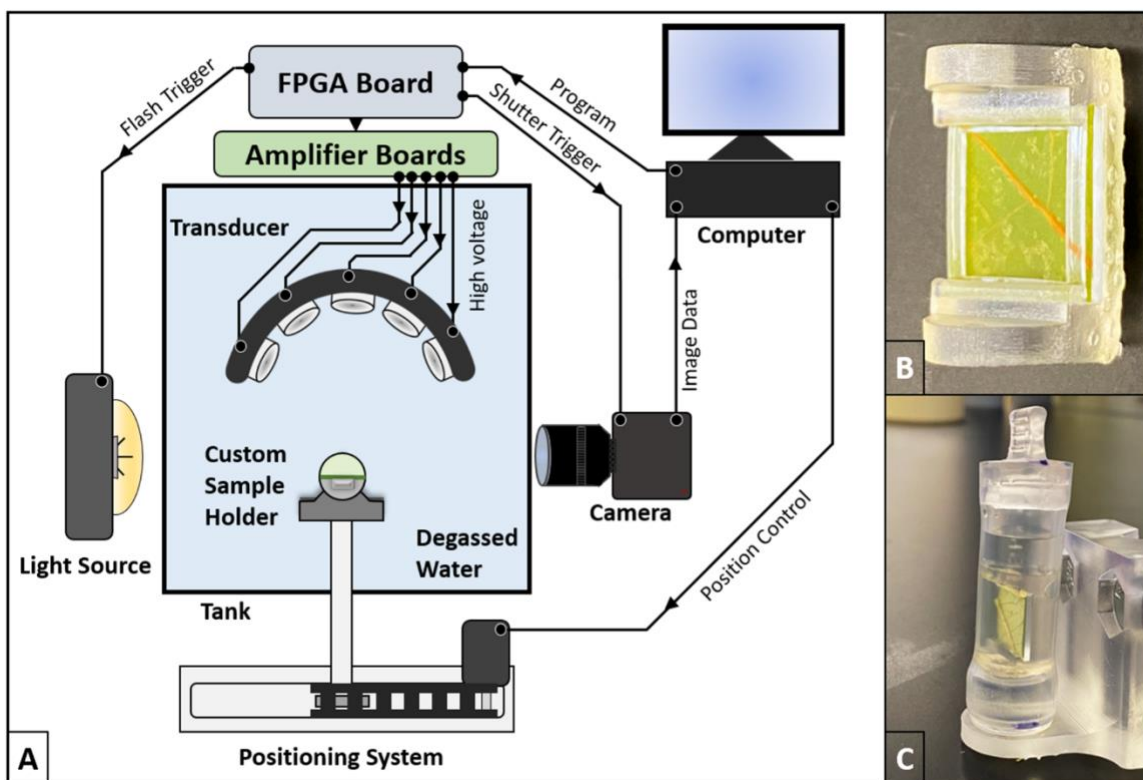 Flash Trigger
FPGA Board
Shutter Trigger
Program
Amplifier Boards
Transducer
High voltage
Computer
Image Data
Custom
Sample
Holder
Camera
Degassed
Water
Position Control
Light Source
Tank
Positioning System
A
B
C